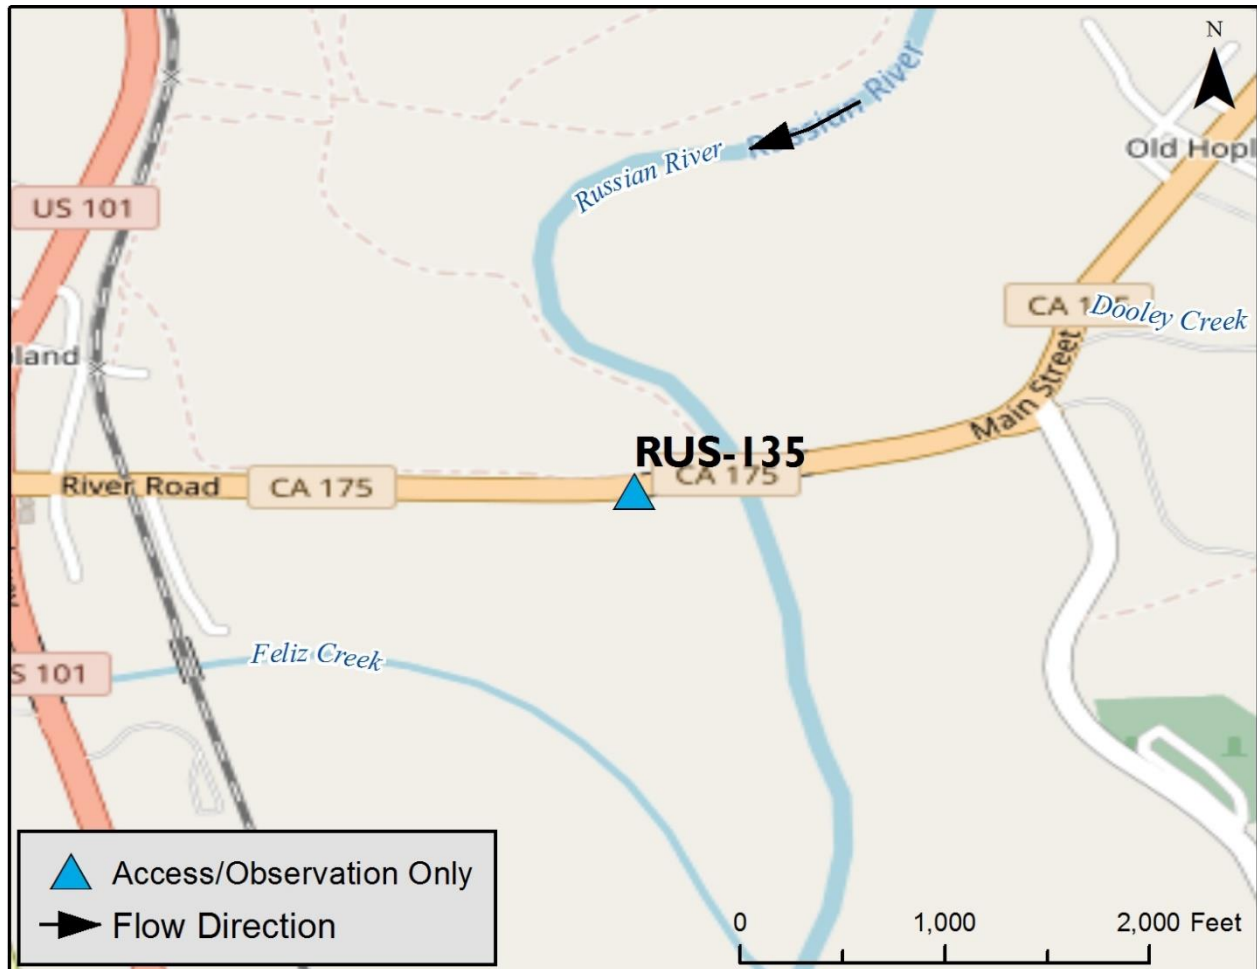 N
Russian River
Russian River
Old Hopl
US 101
CA 175
Dooley Creek
Main Street
land
RUS-135
CA 175
River Road
CA 175
Feliz Creek
S 101
Access/Observation Only
Flow Direction
0 1,000 2,000 Feet